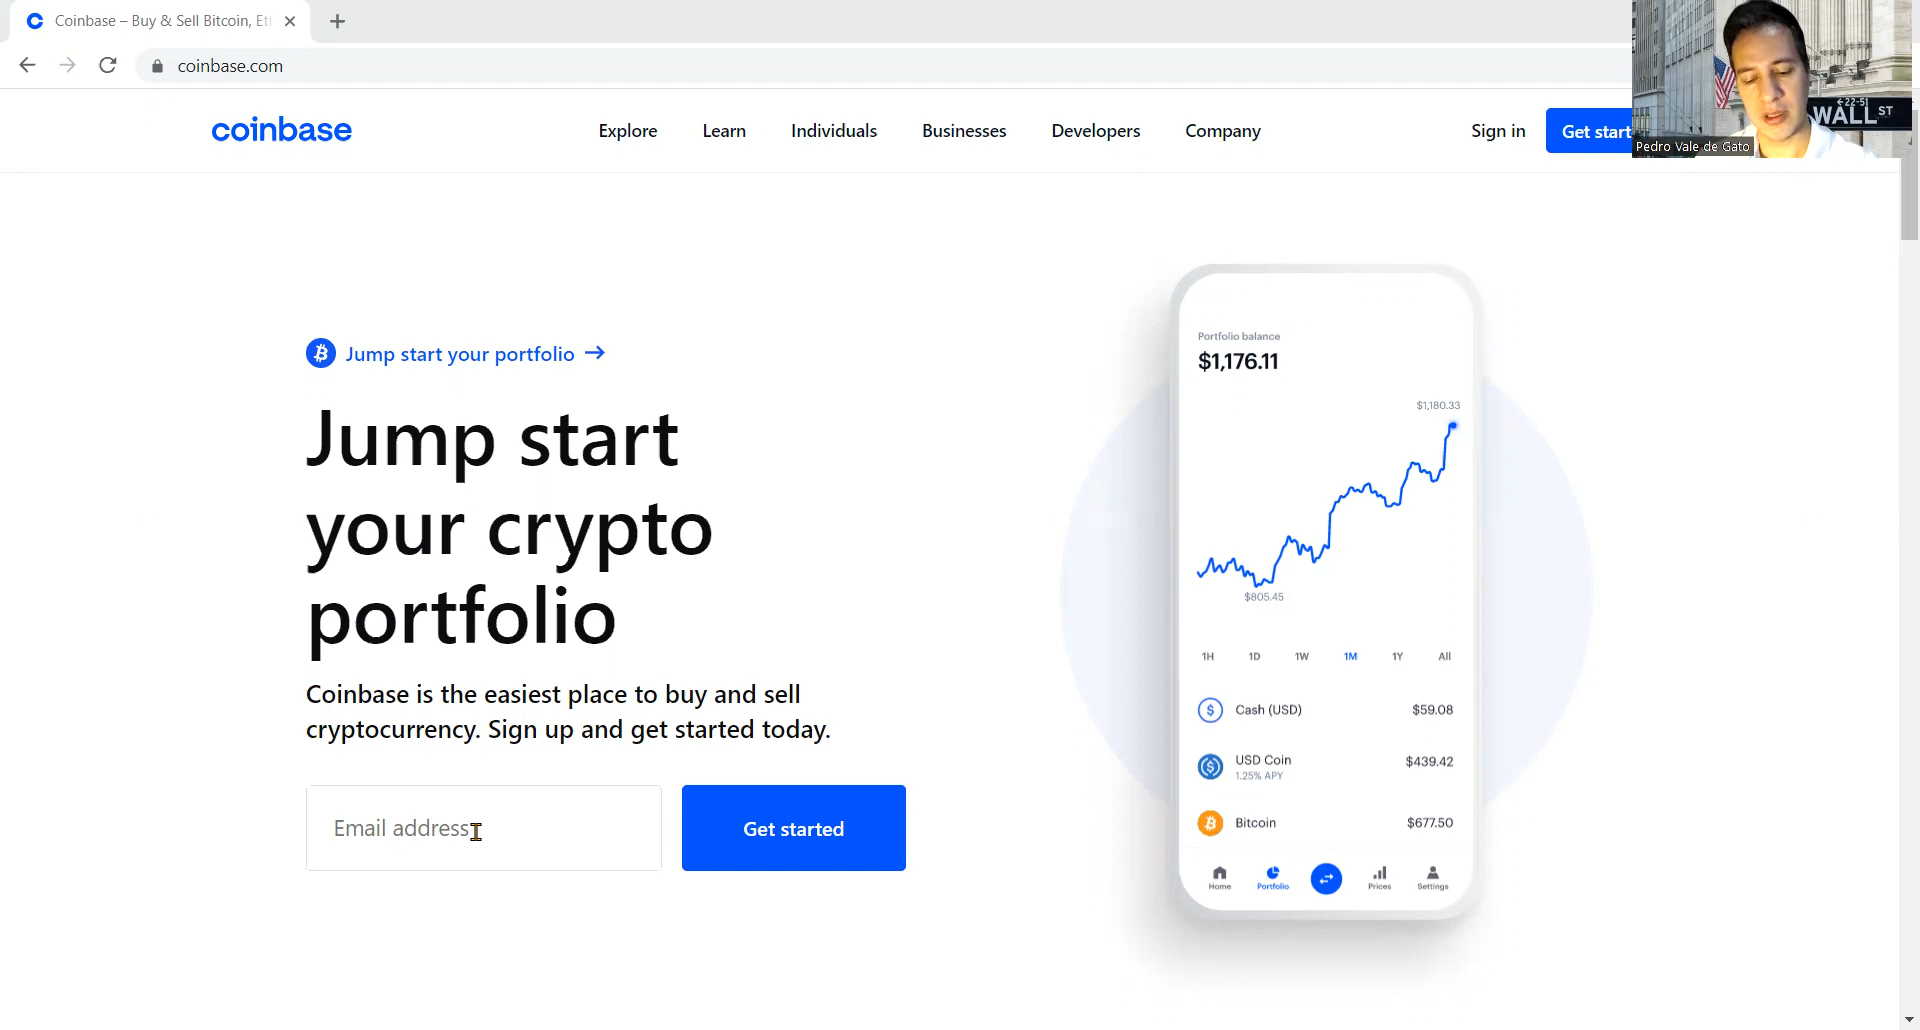 Coinbase – Buy & Sell Bitcoin, Et
coinbase.com
coinbase
Explore
Learn
Individuals
Businesses
Developers
Company
Sign in
Get start
←22-51
WALL ST
Pedro Vale de Gato
Jump start your portfolio →
Jump start
your crypto
portfolio
Coinbase is the easiest place to buy and sell
cryptocurrency. Sign up and get started today.
Email address
Get started
Portfolio balance
$1,176.11
$1,180.33
$805.45
1H 1D 1W 1M 1Y All
Cash (USD) $59.08
USD Coin $439.42
1.25% APY
Bitcoin $677.50
Home Portfolio Prices Settings